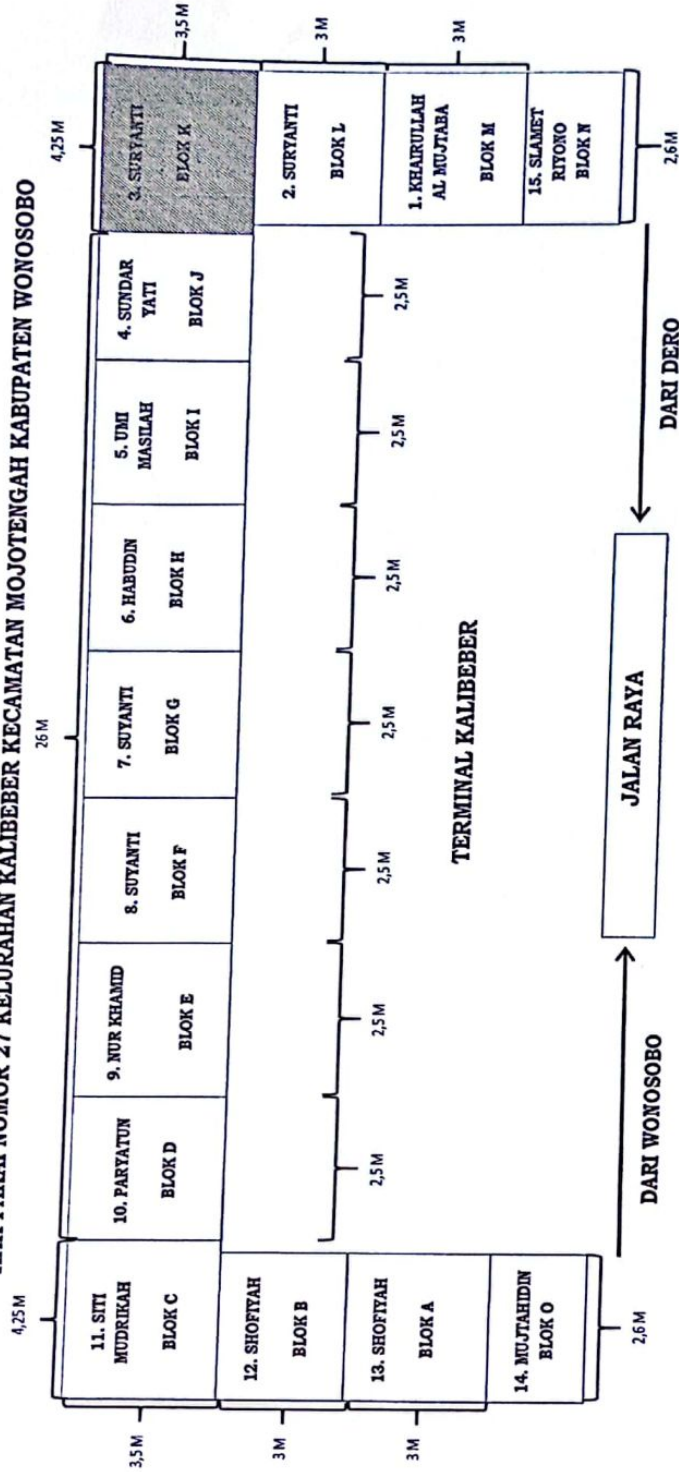 HAK PAKAI NOMOR 27 KELURAHAN KALIBEBER KECAMATAN MOJOTENGAH KABUPATEN WONOSOBO
4,25 M
26 M
4,25 M
3,5 M
11. SITI
MUDRIKAH
BLOK C
10. PARYATUN
BLOK D
9. NUR KHAMID
BLOK E
8. SUYANTI
BLOK F
7. SUYANTI
BLOK G
6. HABUDIN
BLOK H
5. UMI
MASILAH
BLOK I
4. SUNDAR
YATI
BLOK J
3. SURYANTI
BLOK K
3,5 M
3 M
12. SHOFIYAH
BLOK B
2,5 M
2,5 M
2,5 M
2,5 M
2,5 M
2,5 M
2,5 M
2. SURYANTI
BLOK L
3 M
3 M
13. SHOFIYAH
BLOK A
1. KHAIRULLAH
AL MUJTABA
BLOK M
3 M
TERMINAL KALIBEBER
14. MUJTAHIDIN
BLOK O
15. SLAMET
RIYONO
BLOK N
2,6 M
DARI WONOSOBO
JALAN RAYA
DARI DERO
2,6 M